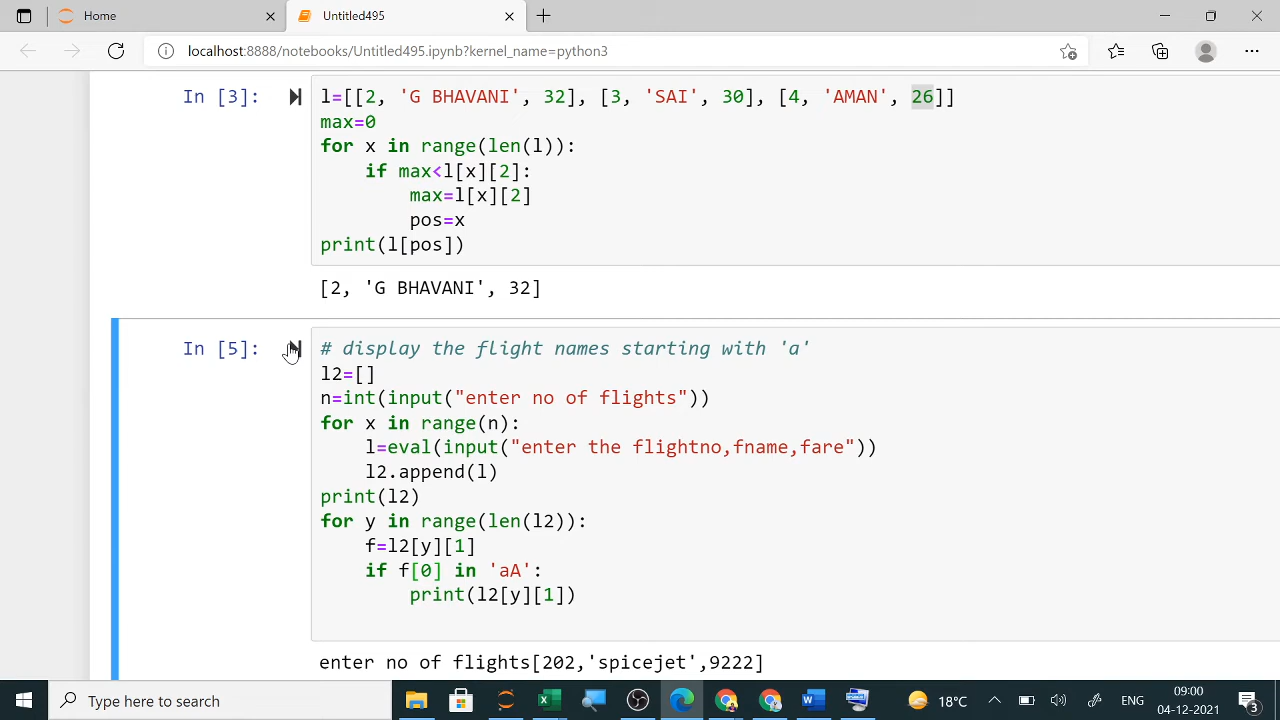 Home
Untitled495
localhost:8888/notebooks/Untitled495.ipynb?kernel_name=python3
In [3]:
l=[[2, 'G BHAVANI', 32], [3, 'SAI', 30], [4, 'AMAN', 26]]
max=0
for x in range(len(l)):
    if max<l[x][2]:
        max=l[x][2]
        pos=x
print(l[pos])
[2, 'G BHAVANI', 32]
In [5]:
# display the flight names starting with 'a'
l2=[]
n=int(input("enter no of flights"))
for x in range(n):
    l=eval(input("enter the flightno,fname,fare"))
    l2.append(l)
print(l2)
for y in range(len(l2)):
    f=l2[y][1]
    if f[0] in 'aA':
        print(l2[y][1])
enter no of flights[202,'spicejet',9222]
Type here to search
18°C
ENG
09:00
04-12-2021
3